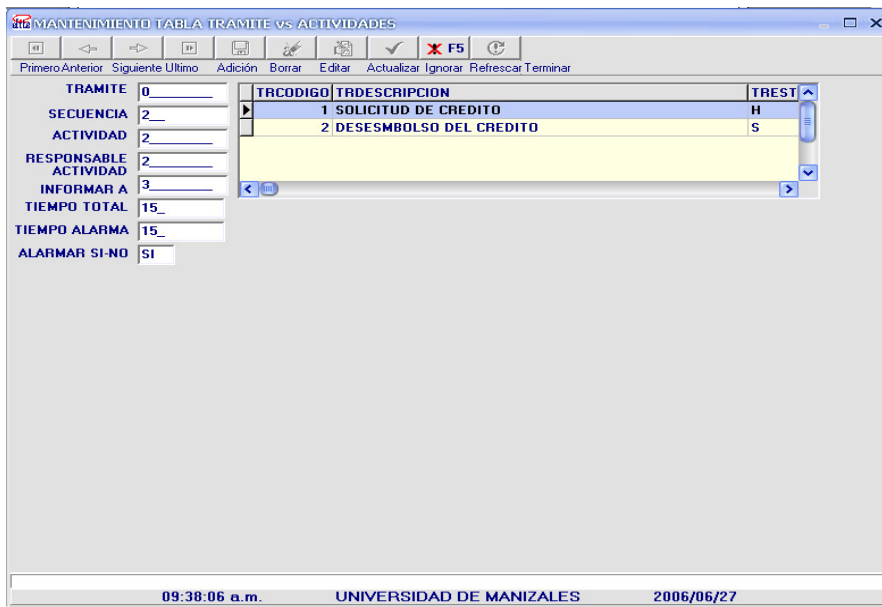 MANTENIMIENTO TABLA TRAMITE vs ACTIVIDADES
F5
Primero Anterior Siguiente Ultimo Adición Borrar Editar Actualizar Ignorar Refrescar Terminar
TRAMITE 0
SECUENCIA 2
ACTIVIDAD 2
RESPONSABLE ACTIVIDAD 2
INFORMAR A 3
TIEMPO TOTAL 15
TIEMPO ALARMA 15
ALARMAR SI-NO SI
TRCODIGO TRDESCRIPCION TREST
1 SOLICITUD DE CREDITO H
2 DESESMBOLSO DEL CREDITO S
09:38:06 a.m. UNIVERSIDAD DE MANIZALES 2006/06/27